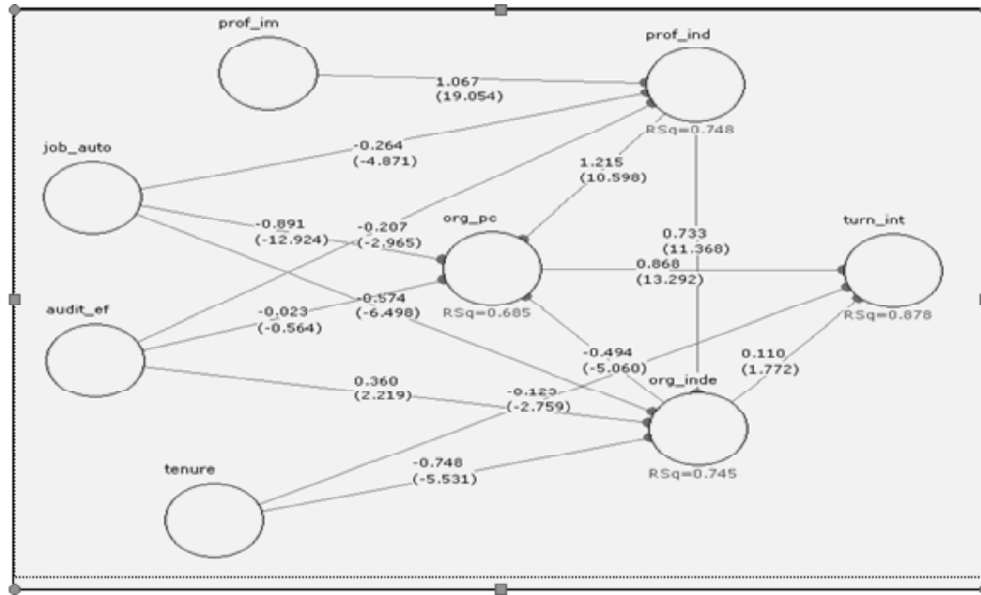 prof_im
prof_ind
1.067
(19.054)
RSq=0.748
-0.264
(-4.871)
job_auto
1.215
(10.598)
-0.891
(-12.924)
-0.207
(-2.965)
org_pc
turn_int
0.733
(11.368)
0.868
(13.292)
-0.574
(-6.498)
audit_ef
-0.023
(-0.564)
RSq=0.685
RSq=0.878
-0.494
(-5.060)
0.110
(1.772)
org_inde
0.360
(2.219)
(-2.759)
tenure
-0.748
(-5.531)
RSq=0.745